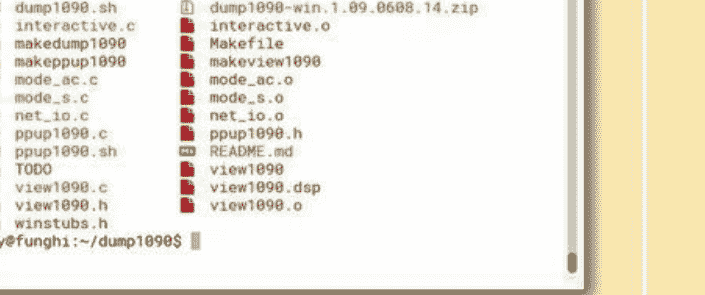 dump1090.sh dump1090-win.1.09.0608.14.zip
interactive.c interactive.o
makedump1090 Makefile
makeppup1090 makeview1090
mode_ac.c mode_ac.o
mode_s.c mode_s.o
net_io.c net_io.o
ppup1090.c ppup1090.h
ppup1090.sh README.md
TODO view1090
view1090.c view1090.dsp
view1090.h view1090.o
winstubs.h
y@funghi:~/dump1090$